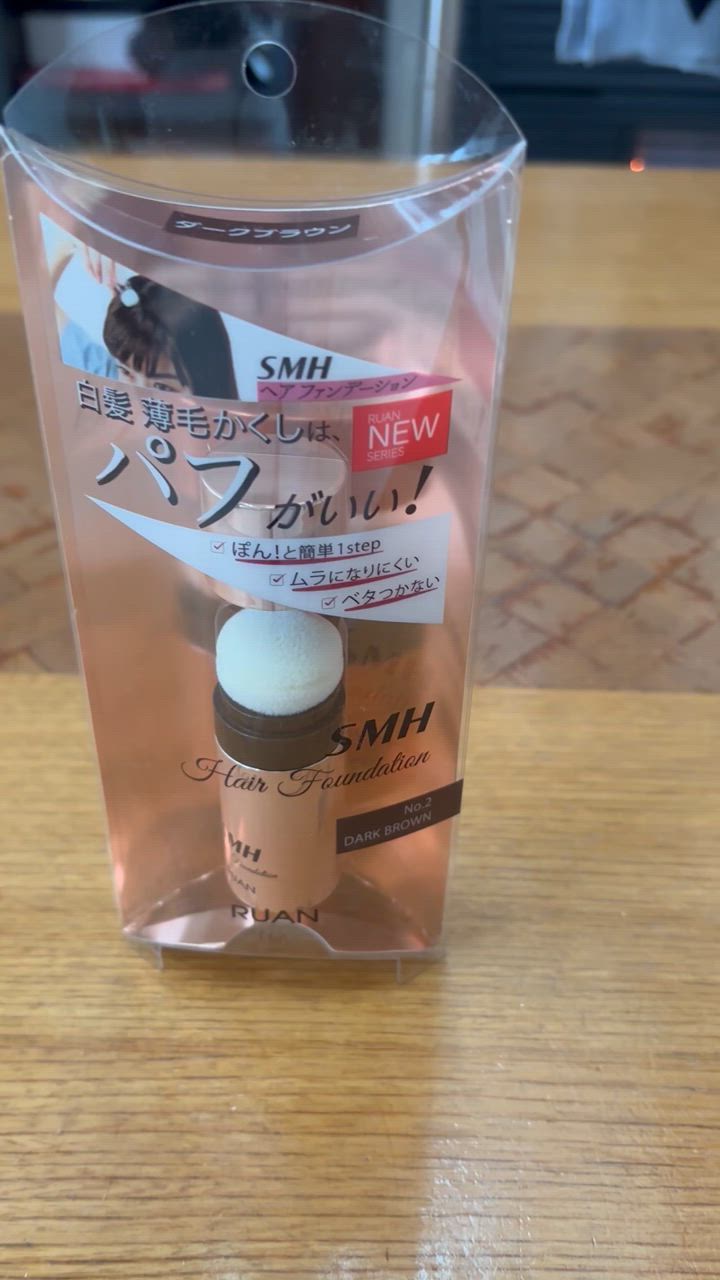 ダークブラウン
SMH
ヘア ファンデーション
白髪 薄毛かくしは、
RUAN
NEW
SERIES
パフがいい!
ぽん!と簡単1step
ムラになりにくい
ベタつかない
SMH
Hair Foundation
No.2
DARK BROWN
MH
Foundation
UAN
RUAN